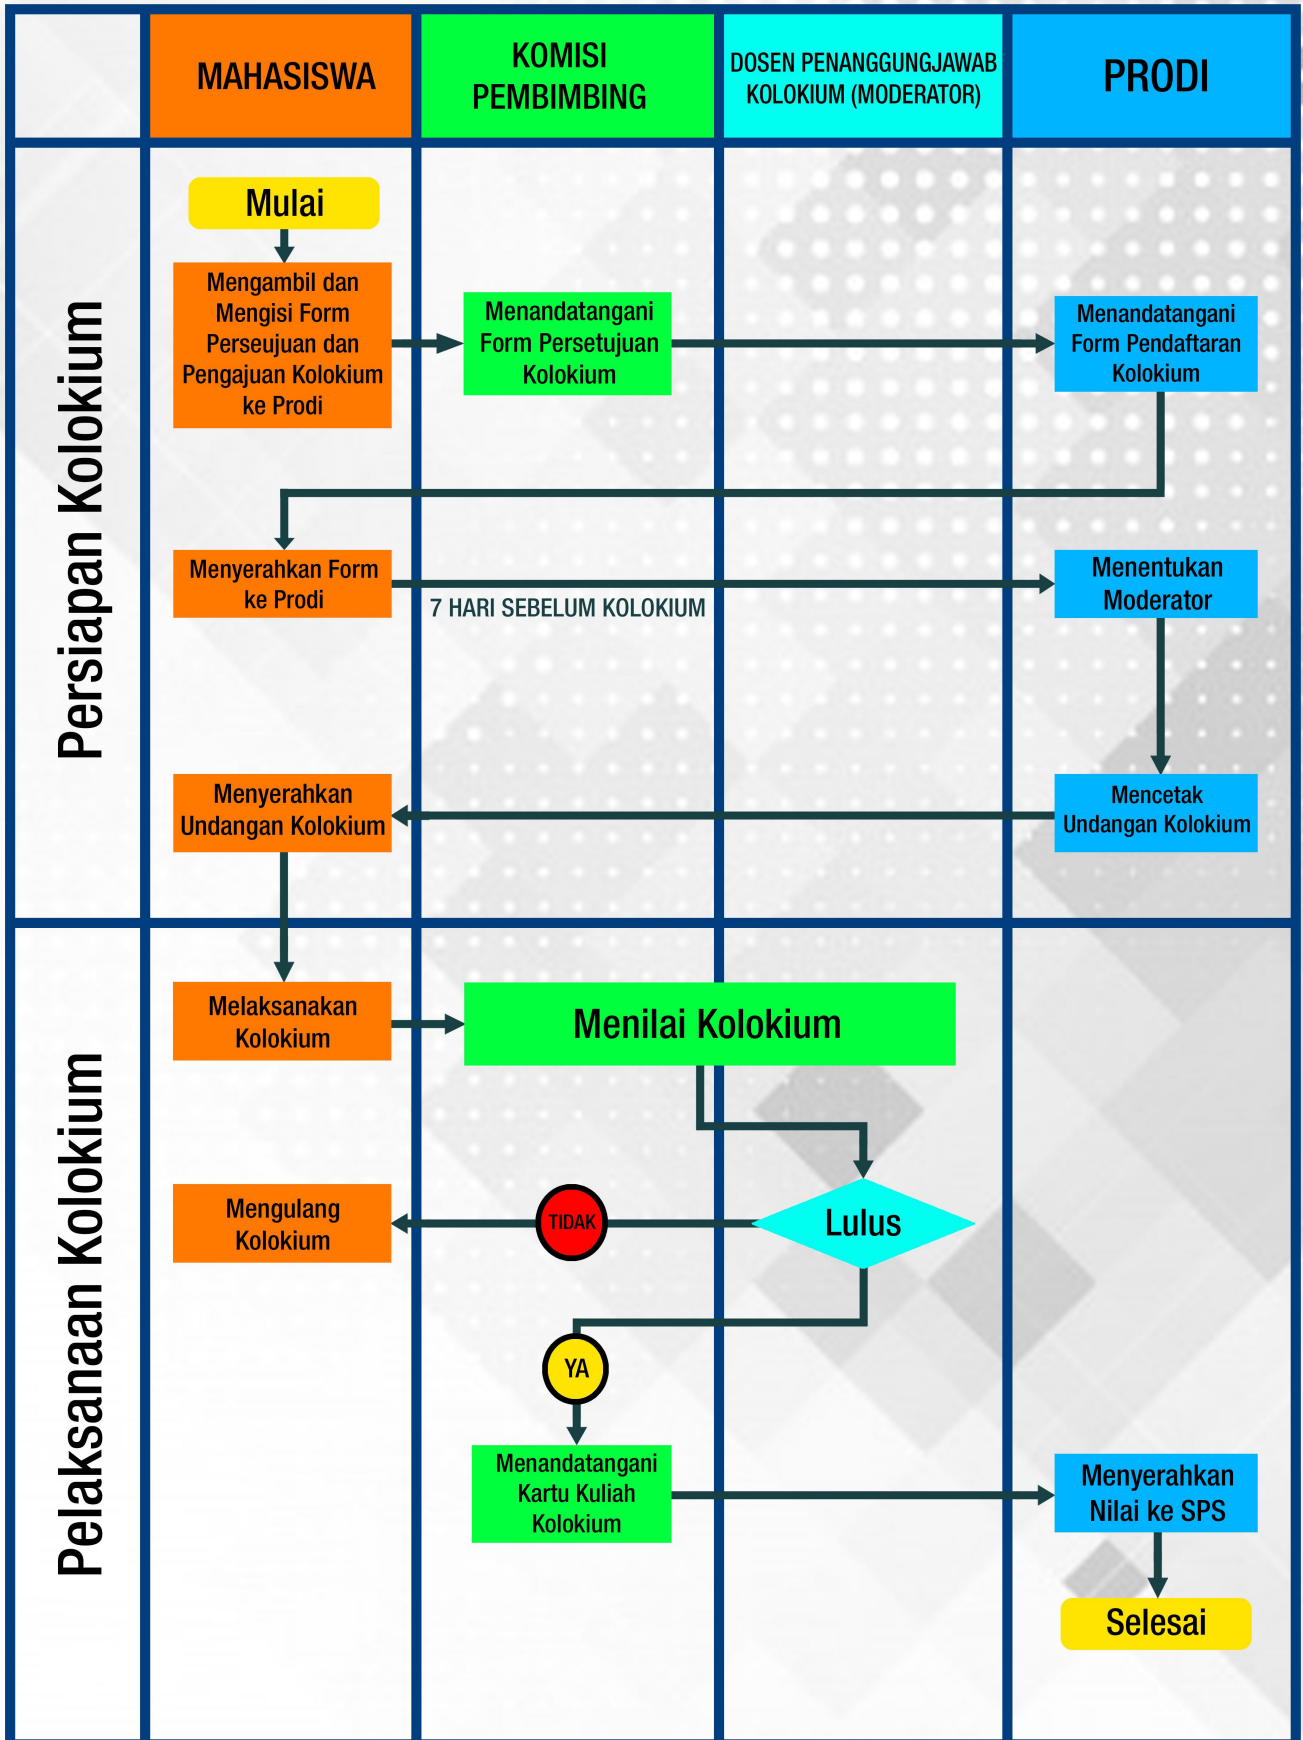 MAHASISWA
KOMISI
PEMBIMBING
DOSEN PENANGGUNGJAWAB
KOLOKIUM (MODERATOR)
PRODI
Persiapan Kolokium
Mulai
Mengambil dan
Mengisi Form
Perseujuan dan
Pengajuan Kolokium
ke Prodi
Menandatangani
Form Persetujuan
Kolokium
Menandatangani
Form Pendaftaran
Kolokium
Menyerahkan Form
ke Prodi
7 HARI SEBELUM KOLOKIUM
Menentukan
Moderator
Menyerahkan
Undangan Kolokium
Mencetak
Undangan Kolokium
Pelaksanaan Kolokium
Melaksanakan
Kolokium
Menilai Kolokium
Mengulang
Kolokium
TIDAK
Lulus
YA
Menandatangani
Kartu Kuliah
Kolokium
Menyerahkan
Nilai ke SPS
Selesai